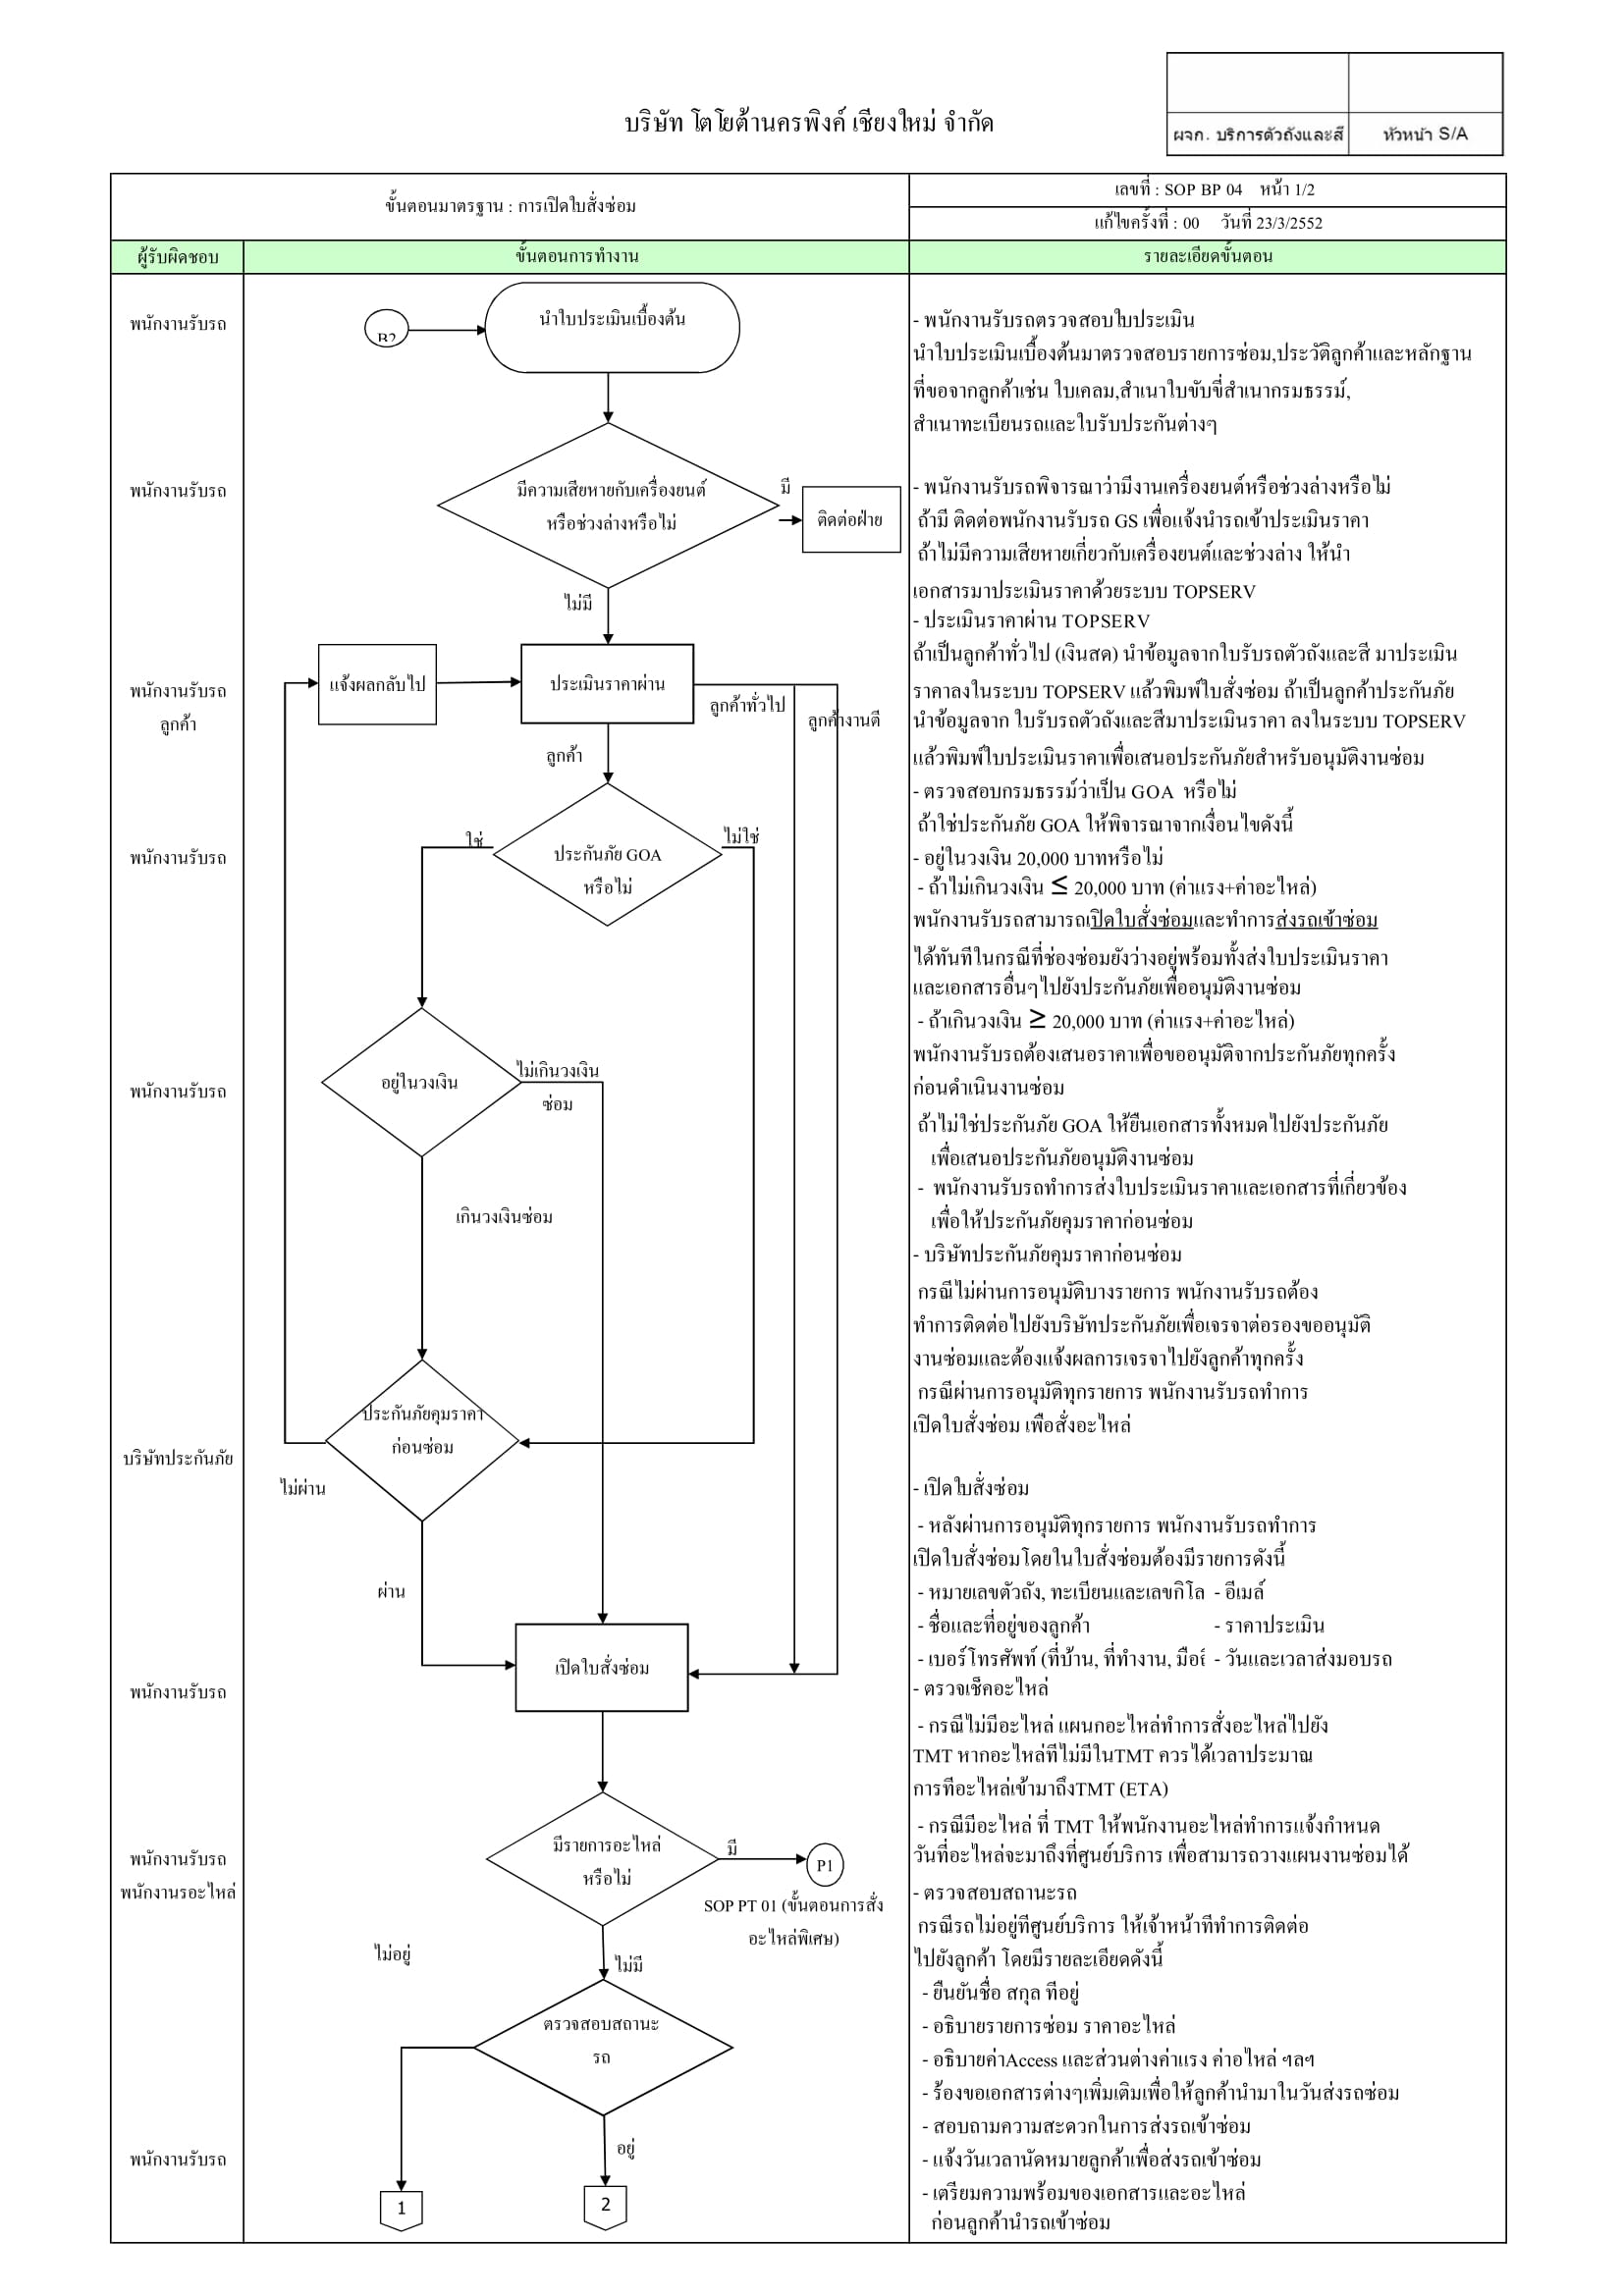 บริษัท โตโยต้านครพิงค์ เชียงใหม่ จำกัด
ผจก. บริการตัวถังและสี
หัวหน้า S/A
ขั้นตอนมาตรฐาน : การเปิดใบสั่งซ่อม
เลขที่ : SOP BP 04 หน้า 1/2
แก้ไขครั้งที่ : 00 วันที่ 23/3/2552
ผู้รับผิดชอบ
ขั้นตอนการทำงาน
รายละเอียดขั้นตอน
พนักงานรับรถ
นำใบประเมินเบื้องต้น
- พนักงานรับรถตรวจสอบใบประเมิน
นำใบประเมินเบื้องต้นมาตรวจสอบรายการซ่อม,ประวัติลูกค้าและหลักฐาน
ที่ขอจากลูกค้าเช่น ใบเคลม,สำเนาใบขับขี่สำเนากรมธรรม์,
สำเนาทะเบียนรถและใบรับประกันต่างๆ
พนักงานรับรถ
มีความเสียหายกับเครื่องยนต์
หรือช่วงล่างหรือไม่
มี
ติดต่อฝ่าย
ไม่มี
- พนักงานรับรถพิจารณาว่ามีงานเครื่องยนต์หรือช่วงล่างหรือไม่
ถ้ามี ติดต่อพนักงานรับรถ GS เพื่อแจ้งนำรถเข้าประเมินราคา
ถ้าไม่มีความเสียหายเกี่ยวกับเครื่องยนต์และช่วงล่าง ให้นำ
เอกสารมาประเมินราคาด้วยระบบ TOPSERV
- ประเมินราคาผ่าน TOPSERV
ถ้าเป็นลูกค้าทั่วไป (เงินสด) นำข้อมูลจากใบรับรถตัวถังและสี มาประเมิน
ราคาลงในระบบ TOPSERV แล้วพิมพ์ใบสั่งซ่อม ถ้าเป็นลูกค้าประกันภัย
นำข้อมูลจาก ใบรับรถตัวถังและสีมาประเมินราคา ลงในระบบ TOPSERV
แล้วพิมพ์ใบประเมินราคาเพื่อเสนอประกันภัยสำหรับอนุมัติงานซ่อม
พนักงานรับรถ
ลูกค้า
แจ้งผลกลับไป
ประเมินราคาผ่าน
ลูกค้าทั่วไป
ลูกค้างานตี
ลูกค้า
- ตรวจสอบกรมธรรม์ว่าเป็น GOA หรือไม่
ถ้าใช่ประกันภัย GOA ให้พิจารณาจากเงื่อนไขดังนี้
- อยู่ในวงเงิน 20,000 บาทหรือไม่
- ถ้าไม่เกินวงเงิน ≤ 20,000 บาท (ค่าแรง+ค่าอะไหล่)
พนักงานรับรถสามารถเปิดใบสั่งซ่อมและทำการส่งรถเข้าซ่อม
ได้ทันทีในกรณีที่ช่องซ่อมยังว่างอยู่พร้อมทั้งส่งใบประเมินราคา
และเอกสารอื่นๆไปยังประกันภัยเพื่ออนุมัติงานซ่อม
- ถ้าเกินวงเงิน ≥ 20,000 บาท (ค่าแรง+ค่าอะไหล่)
พนักงานรับรถต้องเสนอราคาเพื่อขออนุมัติจากประกันภัยทุกครั้ง
ก่อนดำเนินงานซ่อม
พนักงานรับรถ
ใช่
ไม่ใช่
ประกันภัย GOA
หรือไม่
พนักงานรับรถ
อยู่ในวงเงิน
ไม่เกินวงเงิน
ซ่อม
เกินวงเงินซ่อม
ถ้าไม่ใช่ประกันภัย GOA ให้ยืนเอกสารทั้งหมดไปยังประกันภัย
เพื่อเสนอประกันภัยอนุมัติงานซ่อม
- พนักงานรับรถทำการส่งใบประเมินราคาและเอกสารที่เกี่ยวข้อง
เพื่อให้ประกันภัยคุมราคาก่อนซ่อม
- บริษัทประกันภัยคุมราคาก่อนซ่อม
กรณีไม่ผ่านการอนุมัติบางรายการ พนักงานรับรถต้อง
ทำการติดต่อไปยังบริษัทประกันภัยเพื่อเจรจาต่อรองขออนุมัติ
งานซ่อมและต้องแจ้งผลการเจรจาไปยังลูกค้าทุกครั้ง
กรณีผ่านการอนุมัติทุกรายการ พนักงานรับรถทำการ
เปิดใบสั่งซ่อม เพือสั่งอะไหล่
บริษัทประกันภัย
ประกันภัยคุมราคา
ก่อนซ่อม
ไม่ผ่าน
ผ่าน
- เปิดใบสั่งซ่อม
- หลังผ่านการอนุมัติทุกรายการ พนักงานรับรถทำการ
เปิดใบสั่งซ่อมโดยในใบสั่งซ่อมต้องมีรายการดังนี้
- หมายเลขตัวถัง, ทะเบียนและเลขกิโล - อีเมล์
- ชื่อและที่อยู่ของลูกค้า - ราคาประเมิน
- เบอร์โทรศัพท์ (ที่บ้าน, ที่ทำงาน, - วันและเวลาส่งมอบรถ
พนักงานรับรถ
เปิดใบสั่งซ่อม
- ตรวจเช็คอะไหล่
- กรณีไม่มีอะไหล่ แผนกอะไหล่ทำการสั่งอะไหล่ไปยัง
TMT หากอะไหล่ทีไม่มีในTMT ควรได้เวลาประมาณ
การทีอะไหล่เข้ามาถึงTMT (ETA)
- กรณีมีอะไหล่ ที่ TMT ให้พนักงานอะไหล่ทำการแจ้งกำหนด
วันที่อะไหล่จะมาถึงที่ศูนย์บริการ เพื่อสามารถวางแผนงานซ่อมได้
พนักงานรับรถ
พนักงานรอะไหล่
มีรายการอะไหล่
หรือไม่
มี
P1
SOP PT 01 (ขั้นตอนการสั่ง
อะไหล่พิเศษ)
ไม่อยู่
ไม่มี
- ตรวจสอบสถานะรถ
กรณีรถไม่อยู่ทีศูนย์บริการ ให้เจ้าหน้าทีทำการติดต่อ
ไปยังลูกค้า โดยมีรายละเอียดดังนี้
- ยืนยันชื่อ สกุล ทีอยู่
- อธิบายรายการซ่อม ราคาอะไหล่
- อธิบายค่าAccess และส่วนต่างค่าแรง ค่าอไหล่ ฯลฯ
- ร้องขอเอกสารต่างๆเพิ่มเติมเพื่อให้ลูกค้านำมาในวันส่งรถซ่อม
- สอบถามความสะดวกในการส่งรถเข้าซ่อม
- แจ้งวันเวลานัดหมายลูกค้าเพื่อส่งรถเข้าซ่อม
- เตรียมความพร้อมของเอกสารและอะไหล่
ก่อนลูกค้านำรถเข้าซ่อม
ตรวจสอบสถานะ
รถ
พนักงานรับรถ
อยู่
1
2